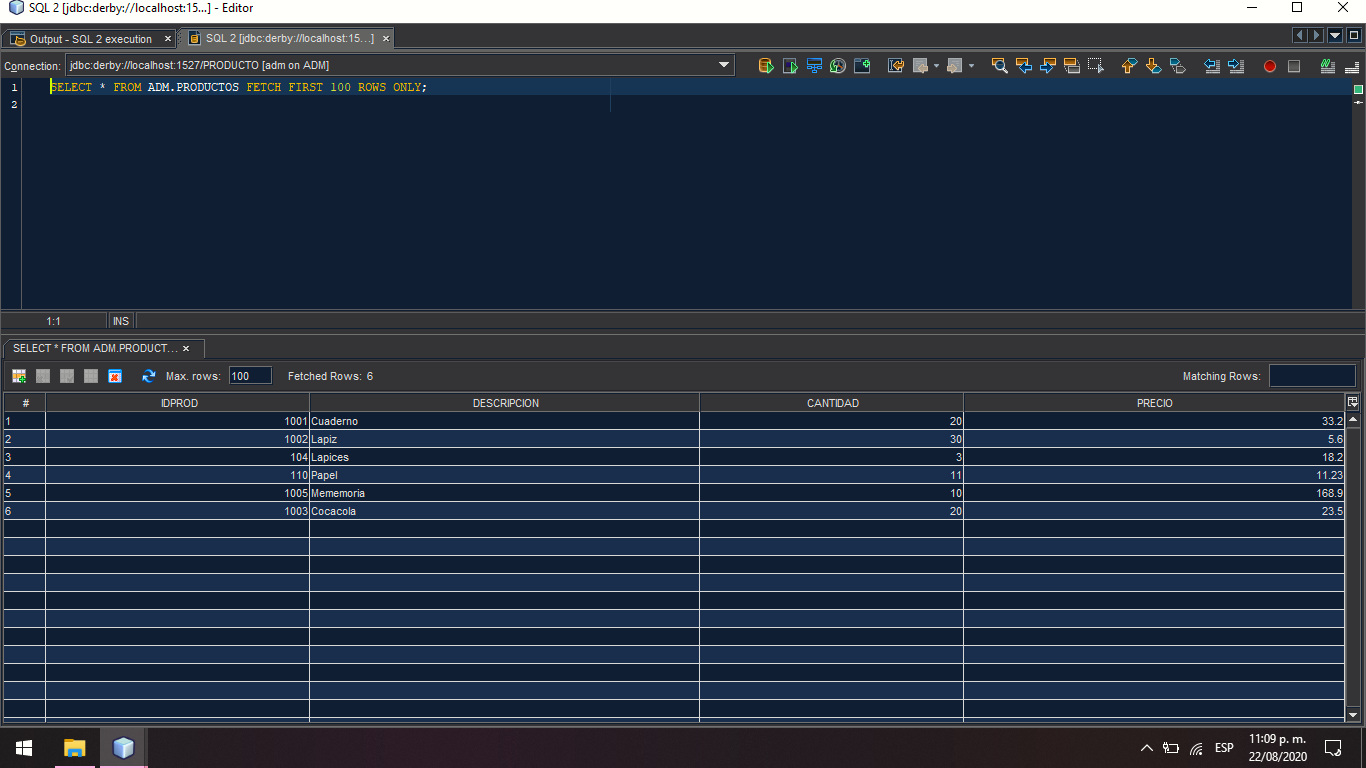 SQL 2 [jdbc:derby://localhost:15...] - Editor
Output - SQL 2 execution
SQL 2 [jdbc:derby://localhost:15...]
Connection: jdbc:derby://localhost:1527/PRODUCTO [adm on ADM]
1 SELECT * FROM ADM.PRODUCTOS FETCH FIRST 100 ROWS ONLY;
2
1:1 INS
SELECT * FROM ADM.PRODUCT...
Max. rows: 100 Fetched Rows: 6 Matching Rows:
# IDPROD DESCRIPCION CANTIDAD PRECIO
1 1001 Cuaderno 20 33.2
2 1002 Lapiz 30 5.6
3 104 Lapices 3 18.2
4 110 Papel 11 11.23
5 1005 Mememoria 10 168.9
6 1003 Cocacola 20 23.5
ESP
11:09 p. m.
22/08/2020